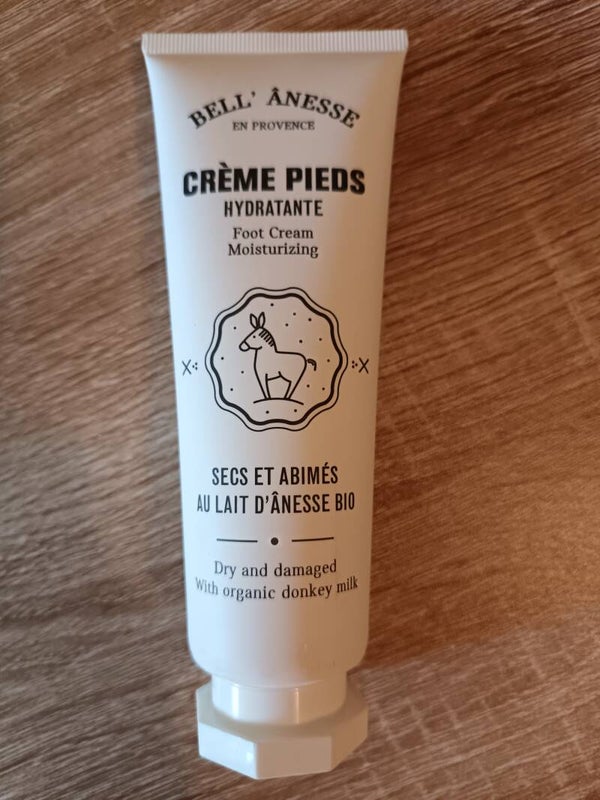 BELL' ÂNESSE
EN PROVENCE
CRÈME PIEDS
HYDRATANTE
Foot Cream
Moisturizing
SECS ET ABIMÉS
AU LAIT D'ÂNESSE BIO
Dry and damaged
With organic donkey milk